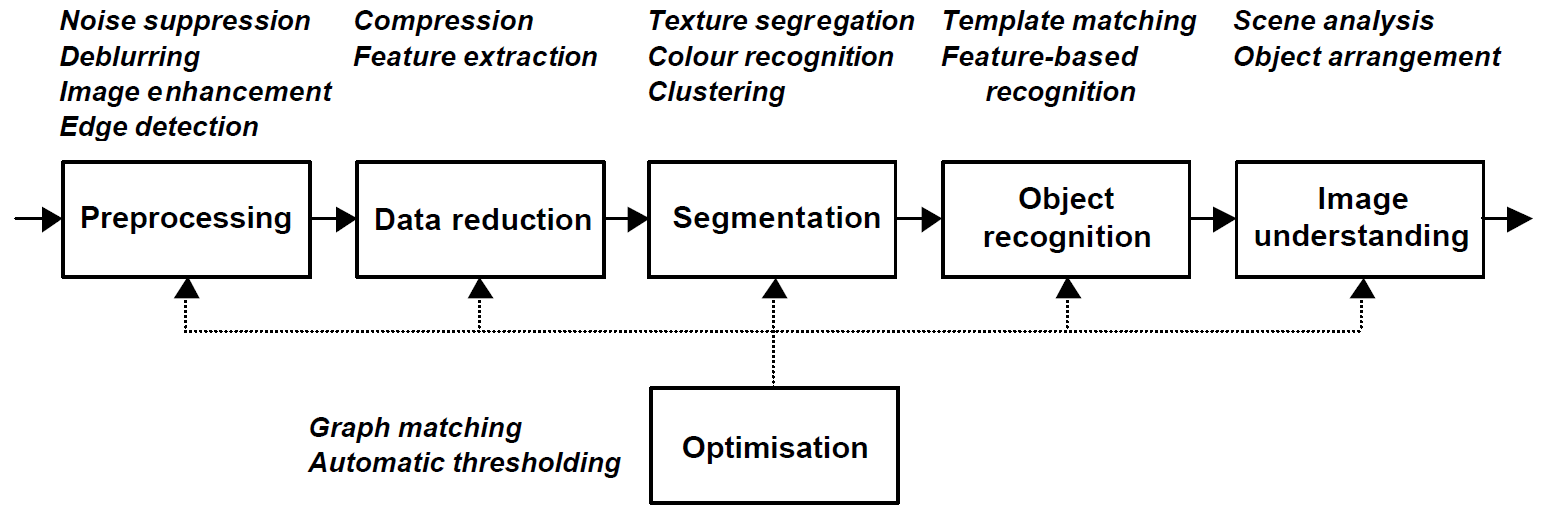 Noise suppression
Deblurring
Image enhancement
Edge detection
Compression
Feature extraction
Texture segregation
Colour recognition
Clustering
Template matching
Feature-based
recognition
Scene analysis
Object arrangement
Preprocessing
Data reduction
Segmentation
Object
recognition
Image
understanding
Graph matching
Automatic thresholding
Optimisation